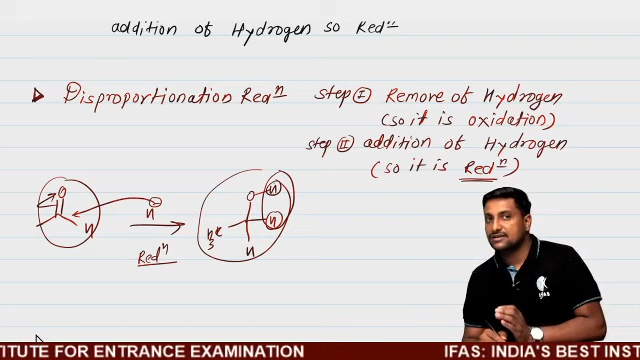 addition of Hydrogen so Redⁿ
Disproportionation Redⁿ
step Ⅰ Remove of Hydrogen
(so it is oxidation)
step Ⅱ addition of Hydrogen
(so it is Redⁿ)
Redⁿ
iFAS
TITUTE FOR ENTRANCE EXAMINATION
IFAS: INDIA'S BEST INST